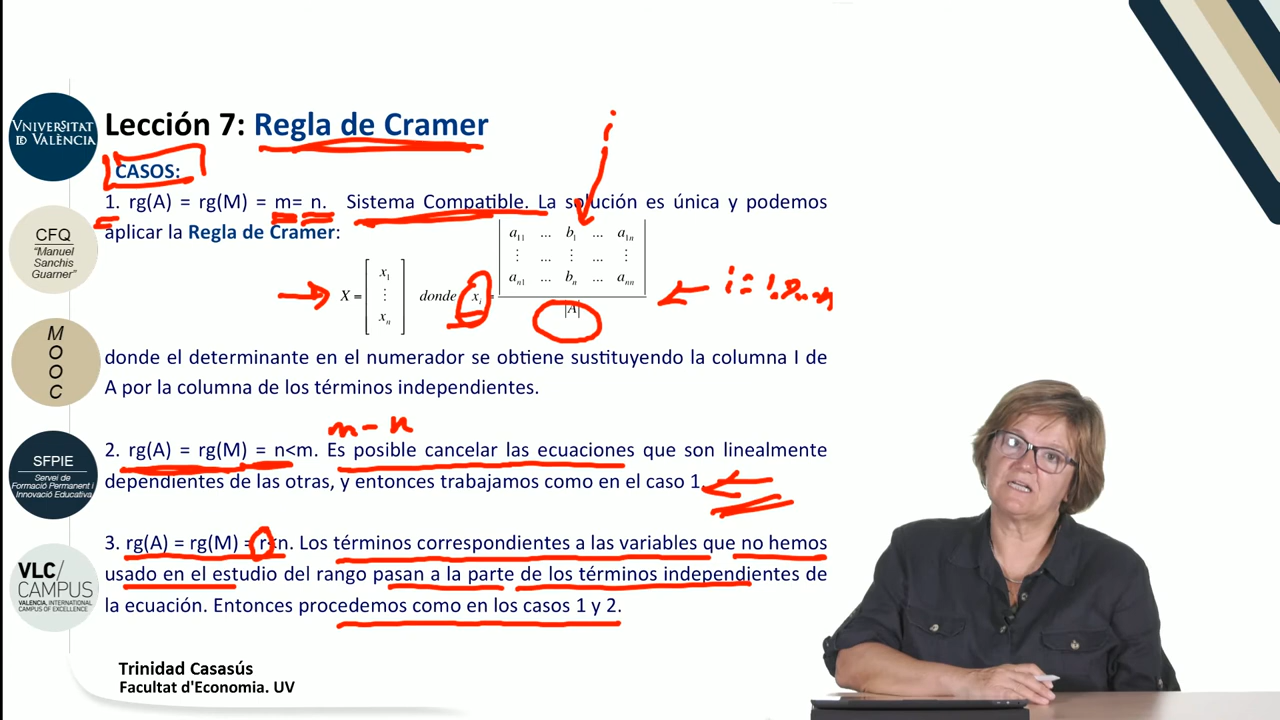 VNIVERSITAT
ID VALÈNCIA
CFQ
"Manuel
Sanchis
Guarner"
M
O
O
C
SFPIE
Servei de
Formació Permanent i
Innovació Educativa
VLC/
CAMPUS
VALENCIA, INTERNATIONAL
CAMPUS OF EXCELLENCE
Lección 7: Regla de Cramer
i
CASOS:
1. rg(A) = rg(M) = m= n. Sistema Compatible. La solución es única y podemos
aplicar la Regla de Cramer:
X = [x1 ⋮ xn] donde xi =
a11 ... b1 ... a1n
⋮ ... ⋮ ... ⋮
an1 ... bn ... ann
|A|
donde el determinante en el numerador se obtiene sustituyendo la columna I de
A por la columna de los términos independientes.
m - n
2. rg(A) = rg(M) = n<m. Es posible cancelar las ecuaciones que son linealmente
dependientes de las otras, y entonces trabajamos como en el caso 1.
3. rg(A) = rg(M) = r<n. Los términos correspondientes a las variables que no hemos
usado en el estudio del rango pasan a la parte de los términos independientes de
la ecuación. Entonces procedemos como en los casos 1 y 2.
Trinidad Casasús
Facultat d'Economia. UV